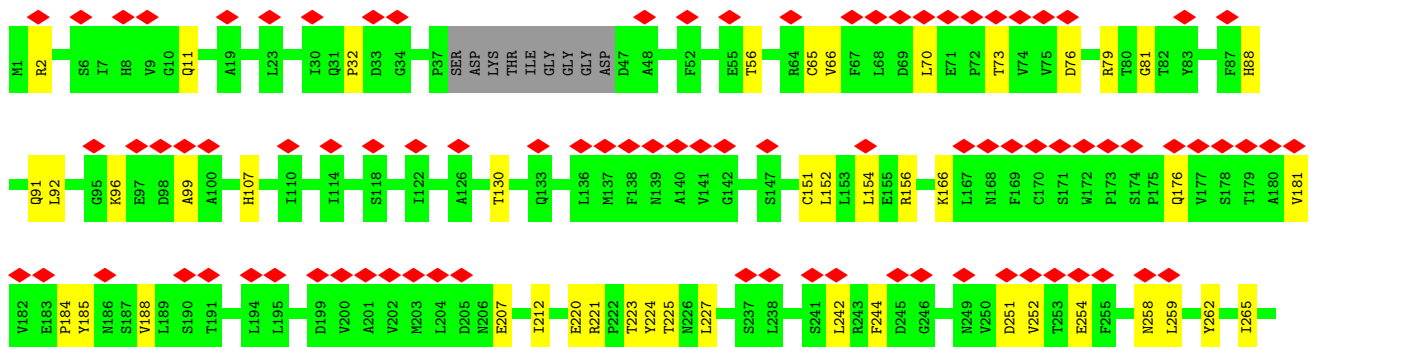 M1 R2 S6 I7 H8 V9 G10 Q11 A19 L23 I30 Q31 P32 D33 G34 P37 SER ASP LYS THR ILE GLY GLY GLY ASP D47 A48 F52 E55 T56 R64 C65 V66 F67 L68 D69 L70 E71 P72 T73 V74 V75 D76 R79 T80 G81 T82 Y83 F87 H88
Q91 L92 G95 K96 E97 D98 A99 A100 H107 I110 I114 S118 I122 A126 T130 Q133 L136 M137 F138 N139 A140 V141 G142 S147 C151 L152 L153 L154 E155 R156 K166 L167 N168 F169 C170 S171 W172 P173 S174 P175 Q176 V177 S178 T179 A180 V181
V182 E183 P184 Y185 N186 S187 V188 L189 S190 T191 L194 L195 D199 V200 A201 V202 M203 L204 D205 N206 E207 I212 E220 R221 P222 T223 Y224 T225 N226 L227 S237 L238 S241 L242 R243 F244 D245 G246 N249 V250 D251 V252 T253 E254 F255 N258 L259 Y262 I265